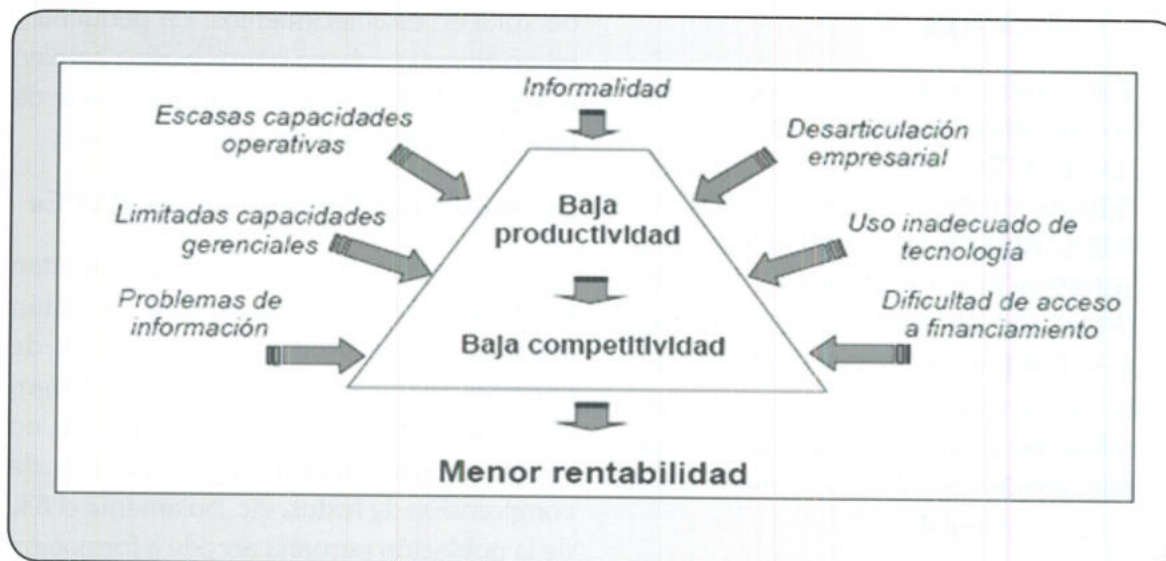 Informalidad
Escasas capacidades
operativas
Desarticulación
empresarial
Limitadas capacidades
gerenciales
Baja
productividad
Uso inadecuado de
tecnología
Problemas de
información
Baja competitividad
Dificultad de acceso
a financiamiento
Menor rentabilidad